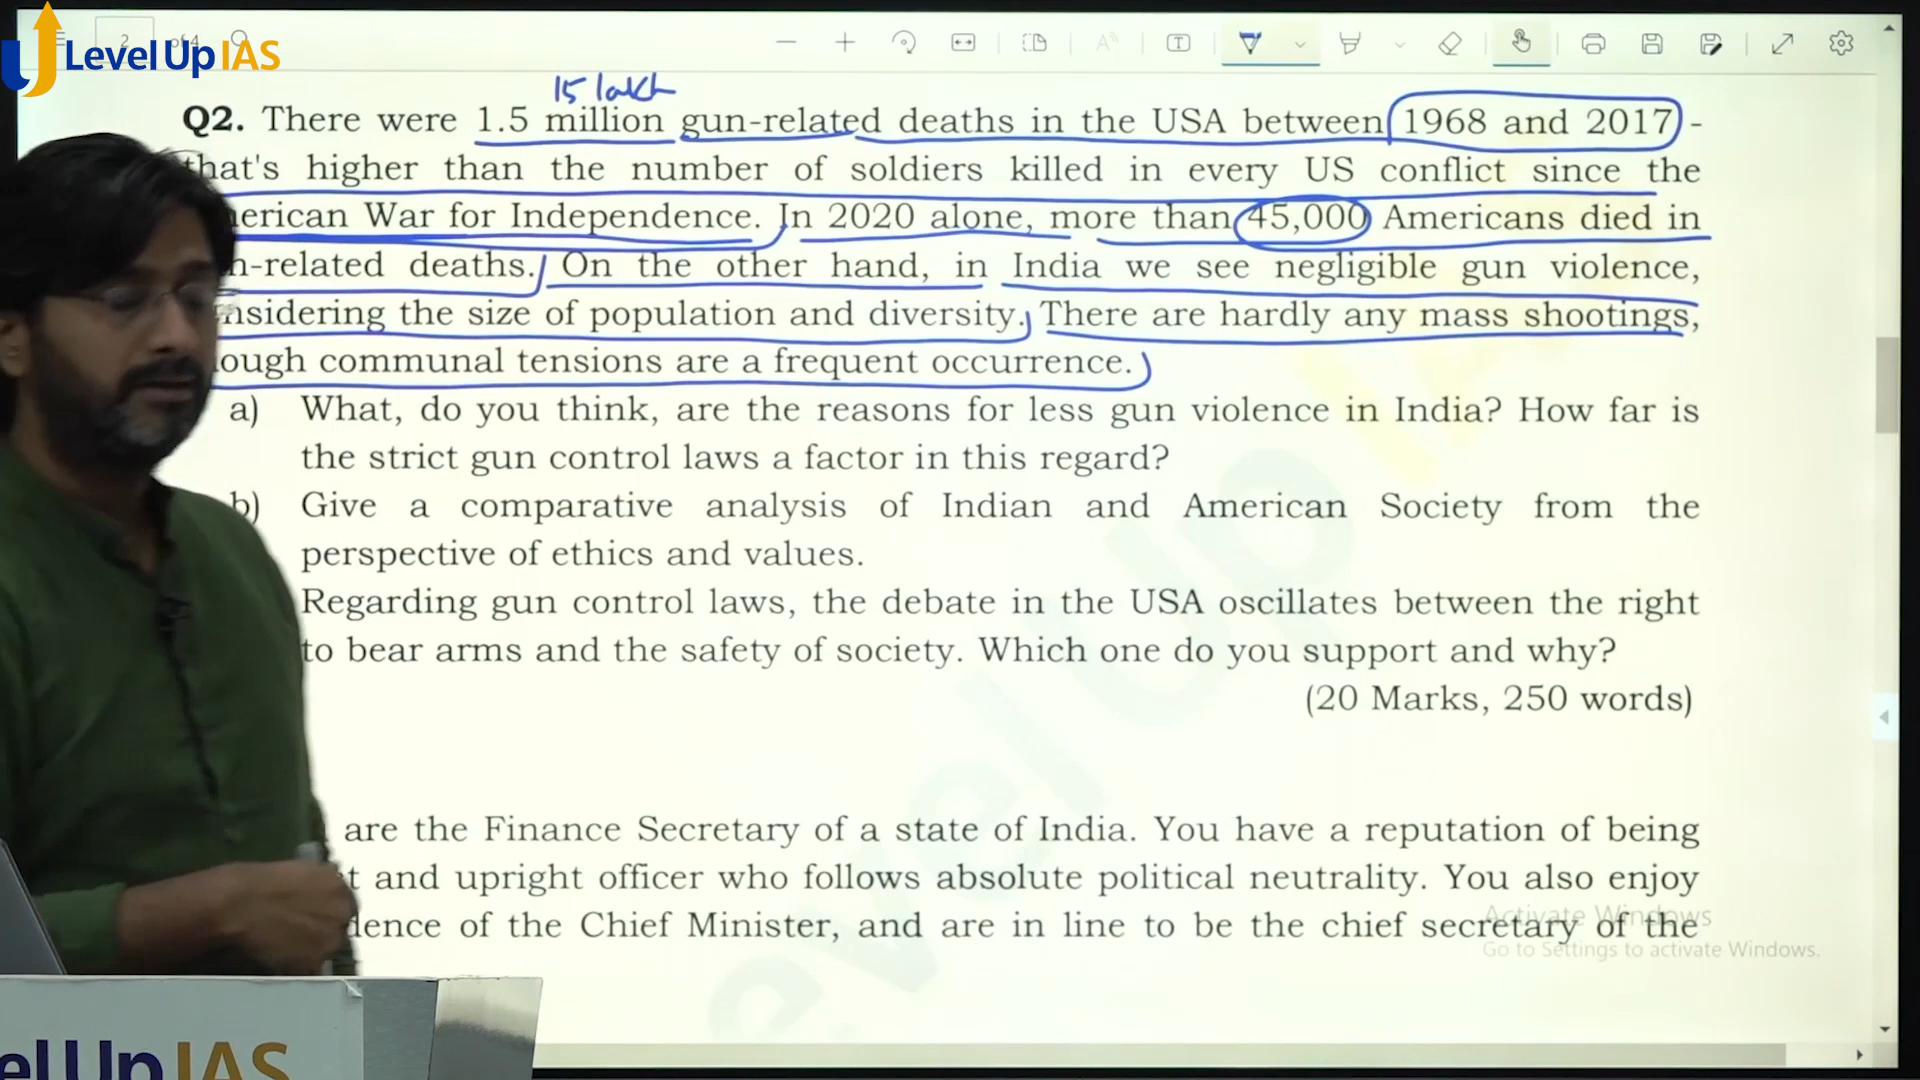 Level Up IAS
2 of 4
15 lakh
Q2. There were 1.5 million gun-related deaths in the USA between 1968 and 2017 -
that's higher than the number of soldiers killed in every US conflict since the
erican War for Independence. In 2020 alone, more than 45,000 Americans died in
n-related deaths. On the other hand, in India we see negligible gun violence,
nsidering the size of population and diversity. There are hardly any mass shootings,
ough communal tensions are a frequent occurrence.
a) What, do you think, are the reasons for less gun violence in India? How far is
the strict gun control laws a factor in this regard?
b) Give a comparative analysis of Indian and American Society from the
perspective of ethics and values.
Regarding gun control laws, the debate in the USA oscillates between the right
to bear arms and the safety of society. Which one do you support and why?
(20 Marks, 250 words)
are the Finance Secretary of a state of India. You have a reputation of being
t and upright officer who follows absolute political neutrality. You also enjoy
dence of the Chief Minister, and are in line to be the chief secretary of the
Activate Windows
Go to Settings to activate Windows.
el Up IAS